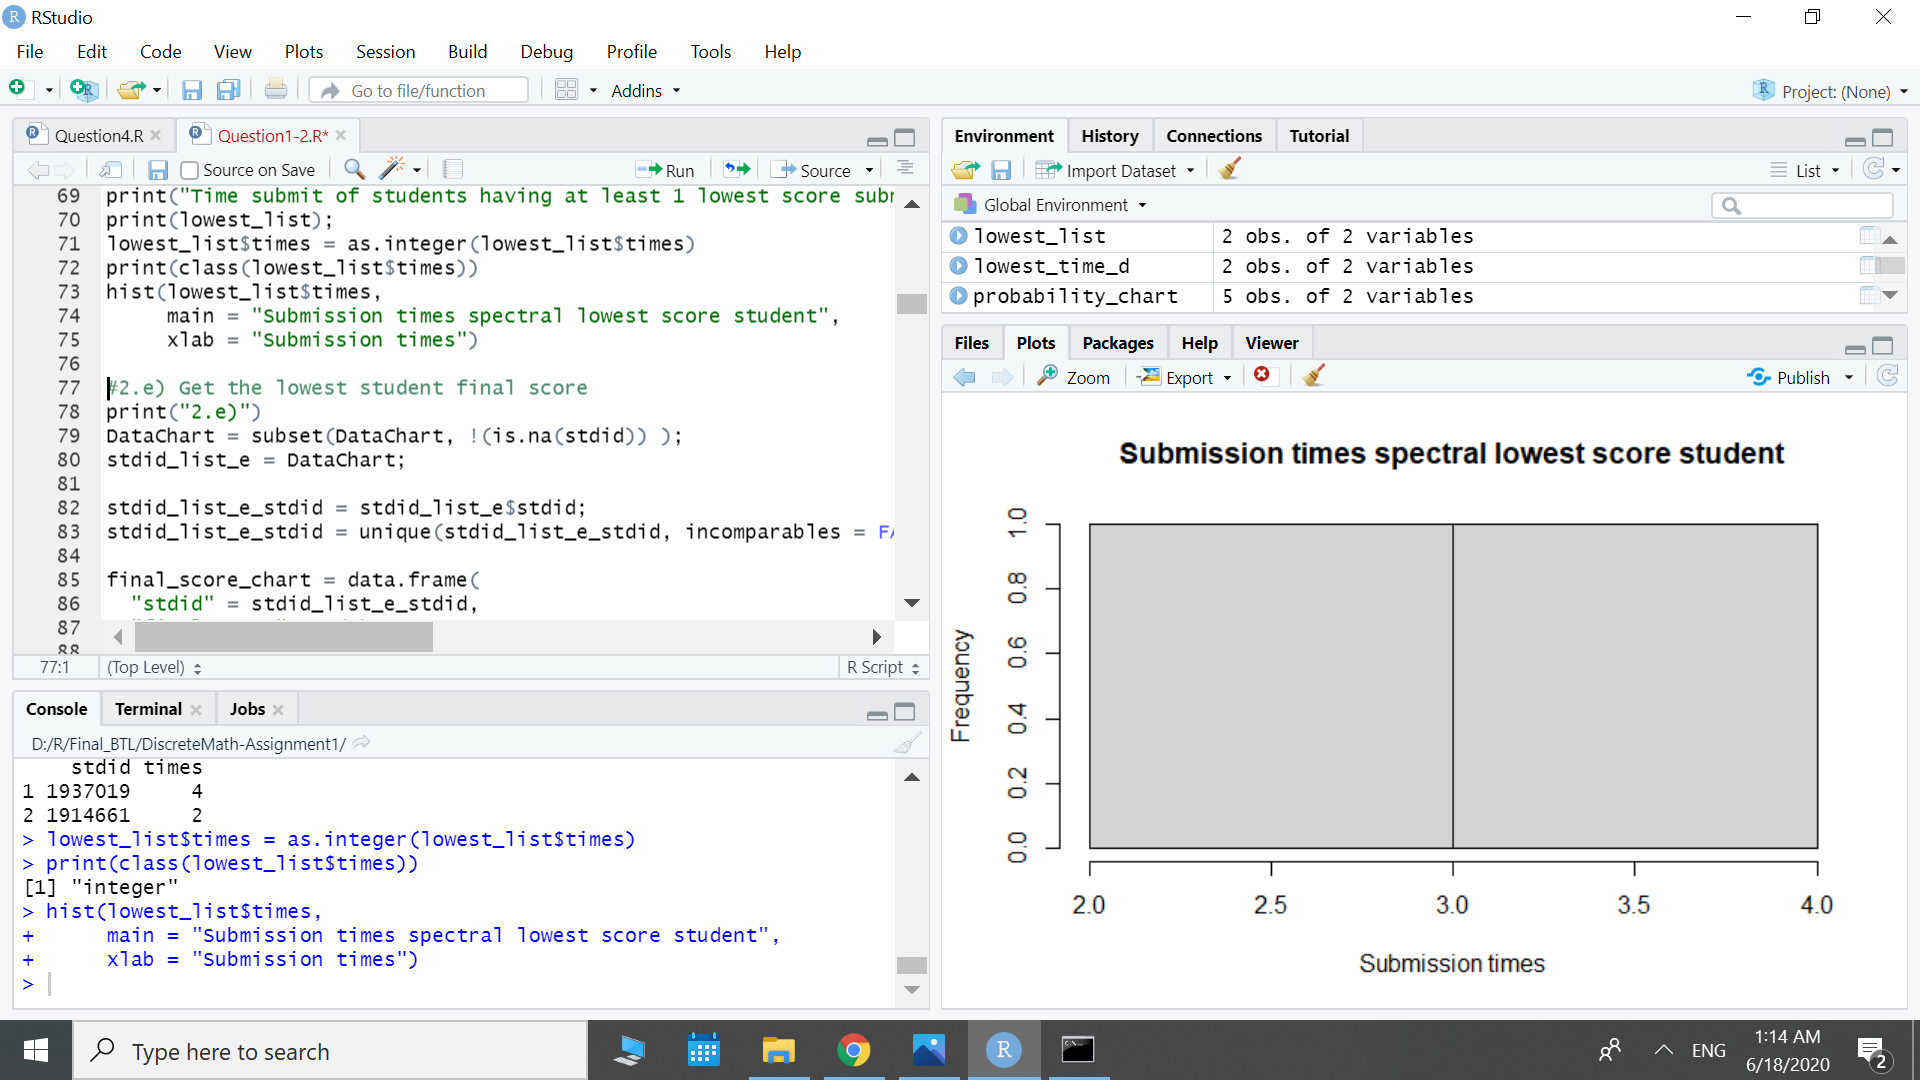 RStudio
File Edit Code View Plots Session Build Debug Profile Tools Help
Go to file/function Addins Project: (None)
Question4.R Question1-2.R*
Source on Save Run Source
69 print("Time submit of students having at least 1 lowest score sub
70 print(lowest_list);
71 lowest_list$times = as.integer(lowest_list$times)
72 print(class(lowest_list$times))
73 hist(lowest_list$times,
74 main = "Submission times spectral lowest score student",
75 xlab = "Submission times")
76
77 #2.e) Get the lowest student final score
78 print("2.e)")
79 DataChart = subset(DataChart, !(is.na(stdid)) );
80 stdid_list_e = DataChart;
81
82 stdid_list_e_stdid = stdid_list_e$stdid;
83 stdid_list_e_stdid = unique(stdid_list_e_stdid, incomparables = F
84
85 final_score_chart = data.frame(
86 "stdid" = stdid_list_e_stdid,
87
88
77:1 (Top Level) R Script
Console Terminal Jobs
D:/R/Final_BTL/DiscreteMath-Assignment1/
stdid times
1 1937019 4
2 1914661 2
> lowest_list$times = as.integer(lowest_list$times)
> print(class(lowest_list$times))
[1] "integer"
> hist(lowest_list$times,
+ main = "Submission times spectral lowest score student",
+ xlab = "Submission times")
>
Environment History Connections Tutorial
Import Dataset List
Global Environment
lowest_list 2 obs. of 2 variables
lowest_time_d 2 obs. of 2 variables
probability_chart 5 obs. of 2 variables
Files Plots Packages Help Viewer
Zoom Export Publish
Submission times spectral lowest score student
Frequency
1.0
0.8
0.6
0.4
0.2
0.0
2.0 2.5 3.0 3.5 4.0
Submission times
Type here to search
ENG
1:14 AM
6/18/2020
2